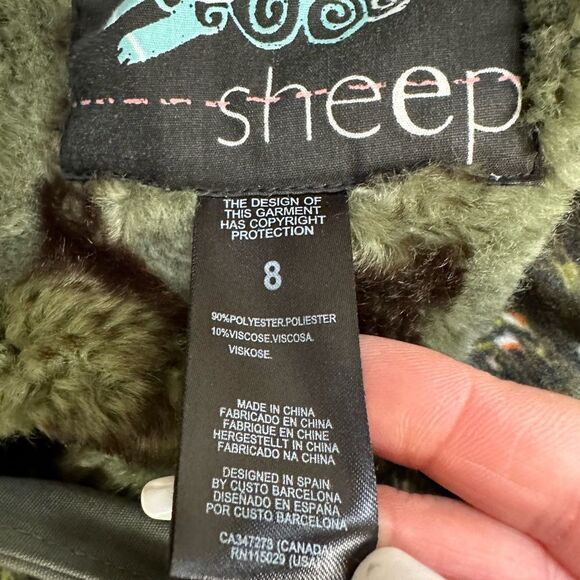 sheep
THE DESIGN OF
THIS GARMENT
HAS COPYRIGHT
PROTECTION
8
90%POLYESTER.POLIESTER
10%VISCOSE.VISCOSA.
VISKOSE.
MADE IN CHINA
FABRICADO EN CHINA
FABRIQUE EN CHINE
HERGESTELLT IN CHINA
FABRICADO NA CHINA
DESIGNED IN SPAIN
BY CUSTO BARCELONA
DISEÑADO EN ESPAÑA
POR CUSTO BARCELONA
CA347273 (CANADA
RN115029 (USA)